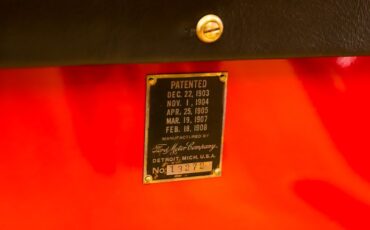 PATENTED
DEC. 22, 1903
NOV. 1, 1904
APR. 25, 1905
MAR. 19, 1907
FEB. 18, 1908
MANUFACTURED BY
Ford Motor Company.
DETROIT, MICH. U.S.A.
No.